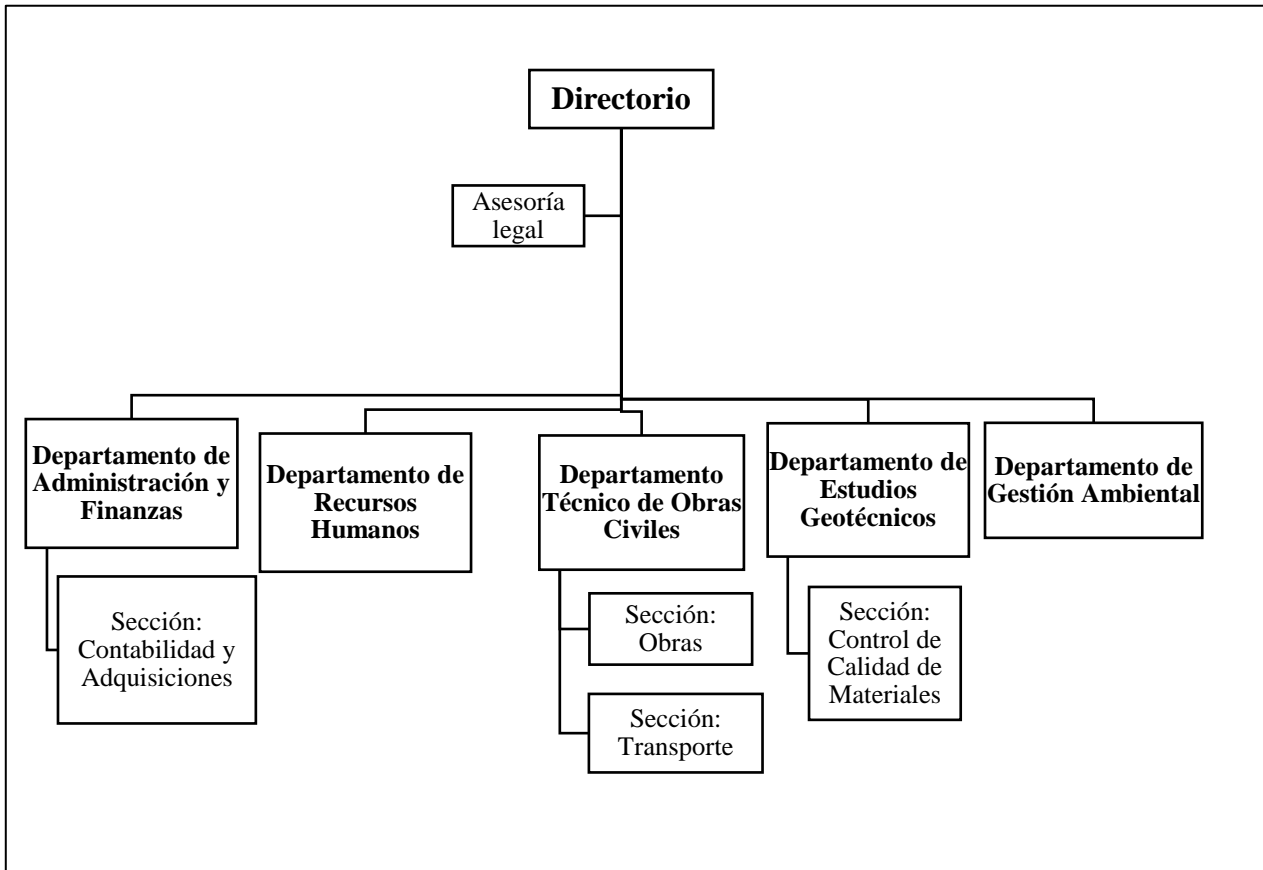 Directorio
Asesoría
legal
Departamento de
Administración y
Finanzas
Departamento de
Recursos
Humanos
Departamento
Técnico de Obras
Civiles
Departamento de
Estudios
Geotécnicos
Departamento de
Gestión Ambiental
Sección:
Contabilidad y
Adquisiciones
Sección:
Obras
Sección:
Transporte
Sección:
Control de
Calidad de
Materiales